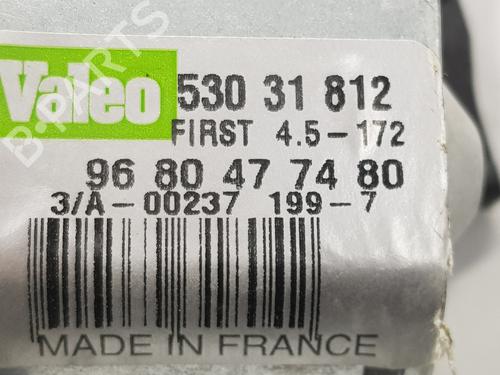 Valeo
530 31 812
FIRST 4.5-172
96 80 47 74 80
3/A-00237 199-7
MADE IN FRANCE
B-PARTS